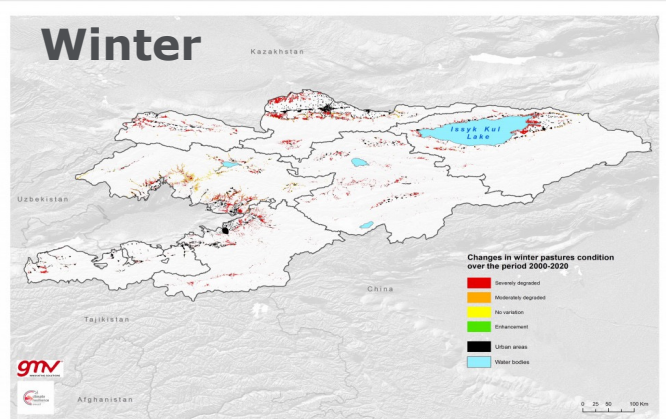 Winter
Kazakhstan
Issyk Kul
Lake
Uzbekistan
China
Tajikistan
Afghanistan
Changes in winter pastures condition
over the period 2000-2020
Severely degraded
Moderately degraded
No variation
Enhancement
Urban areas
Water bodies
gmv
0 25 50 100 Km